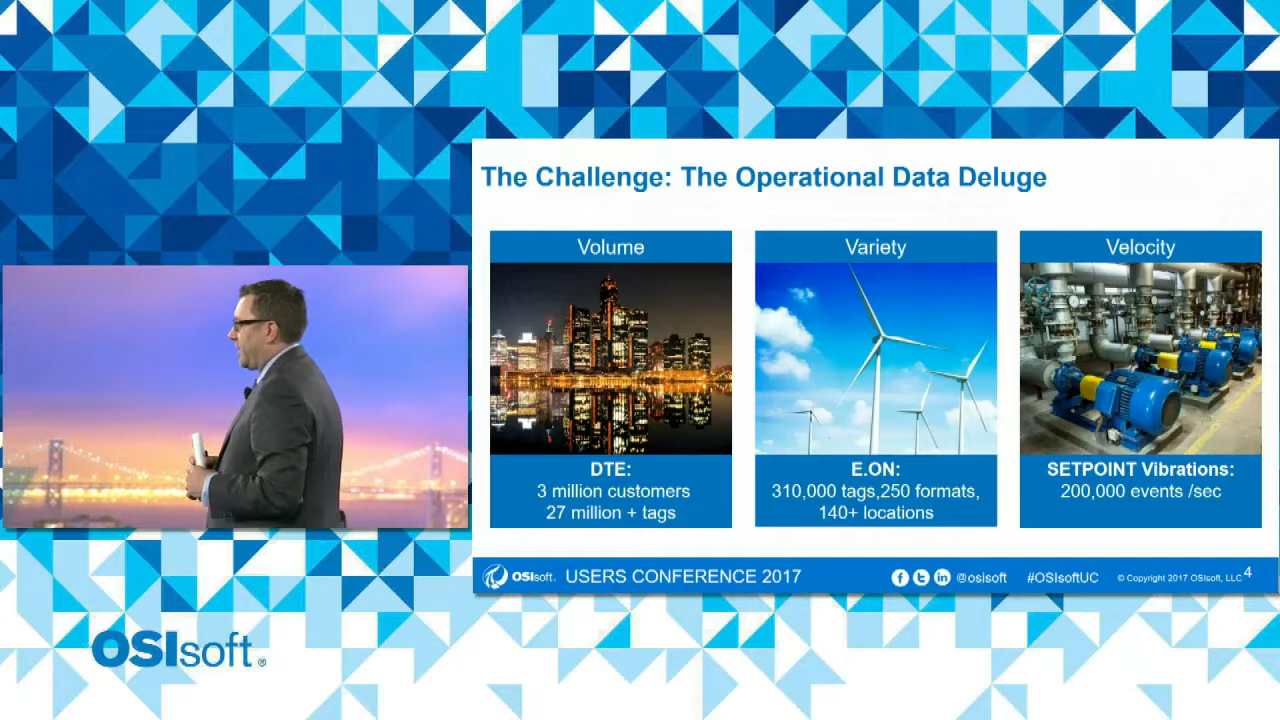 The Challenge: The Operational Data Deluge
Volume
DTE:
3 million customers
27 million + tags
Variety
E.ON:
310,000 tags,250 formats,
140+ locations
Velocity
SETPOINT Vibrations:
200,000 events /sec
OSIsoft. USERS CONFERENCE 2017
@osisoft #OSIsoftUC © Copyright 2017 OSIsoft, LLC 4
OSIsoft®